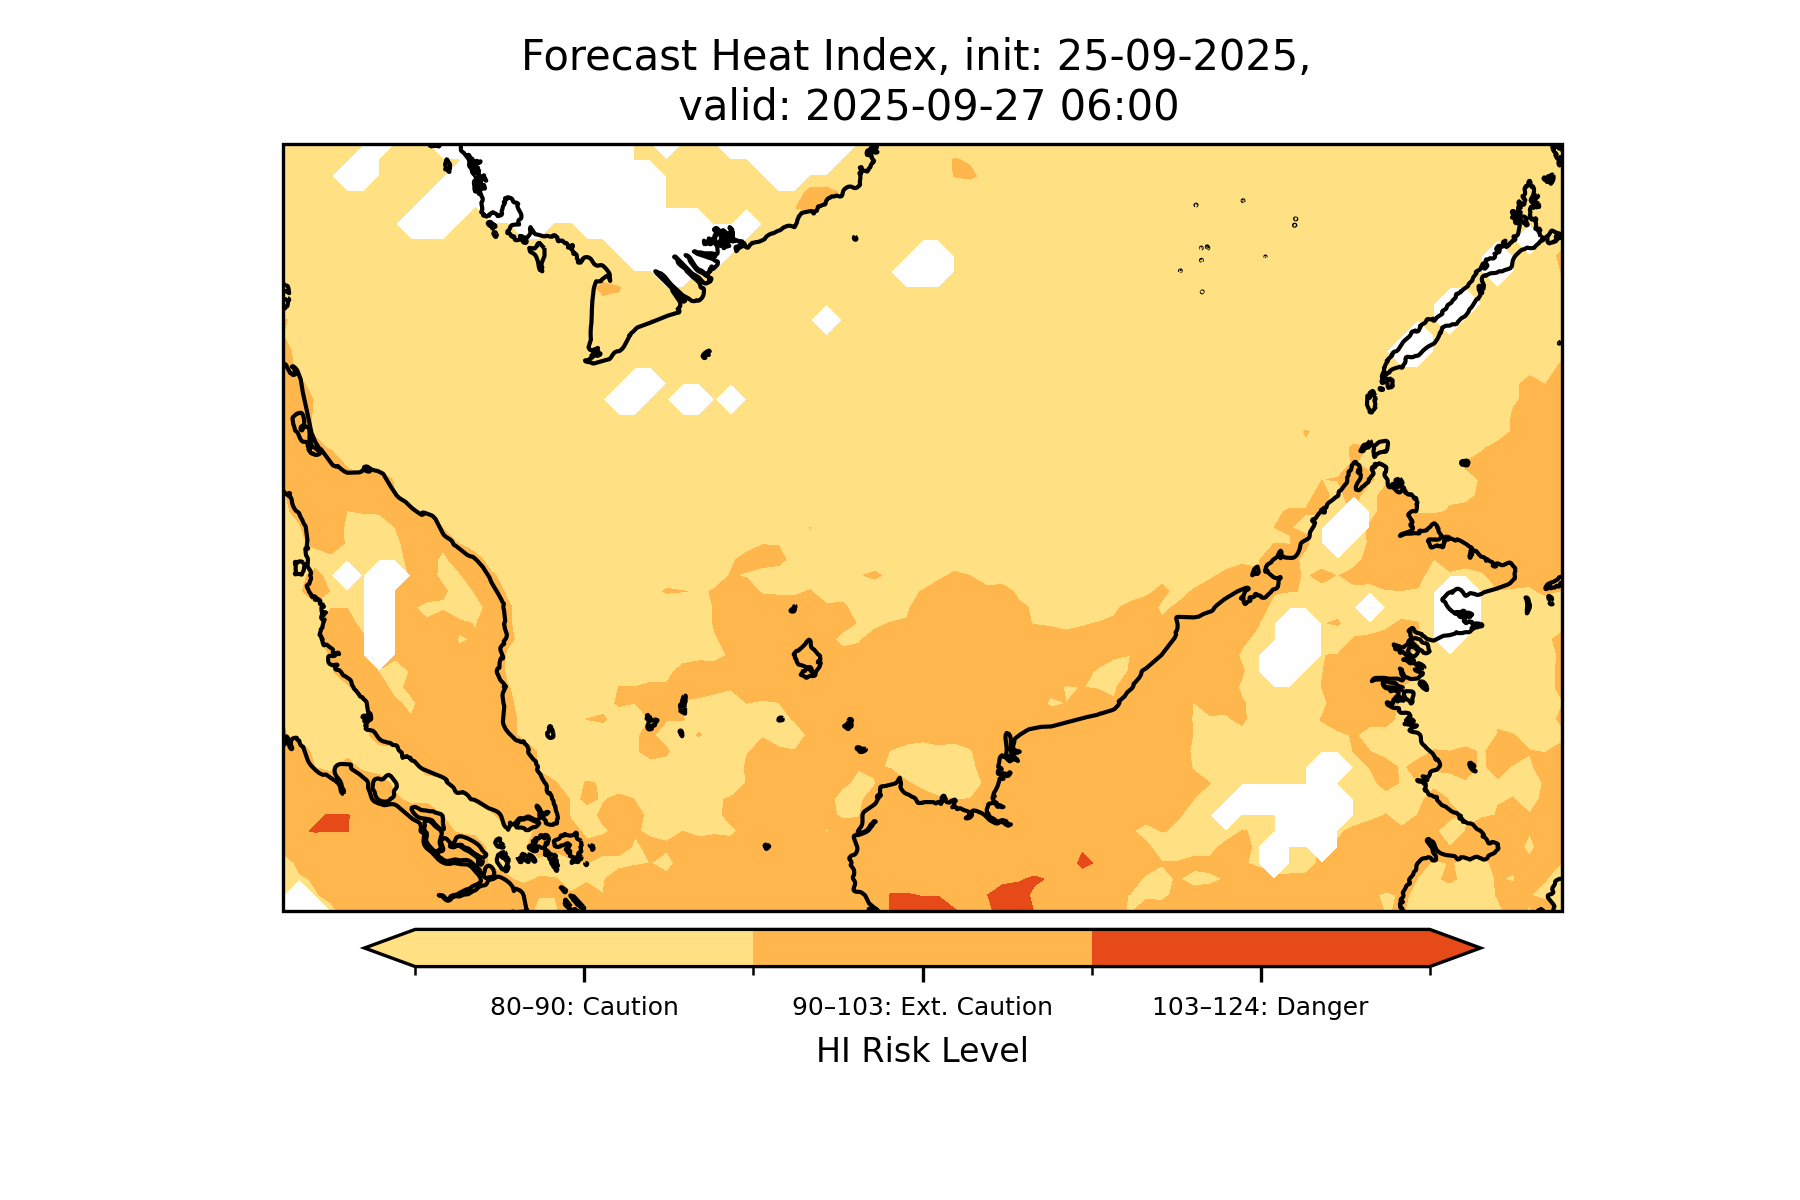 Forecast Heat Index, init: 25-09-2025,
valid: 2025-09-27 06:00
80–90: Caution
90–103: Ext. Caution
103–124: Danger
HI Risk Level